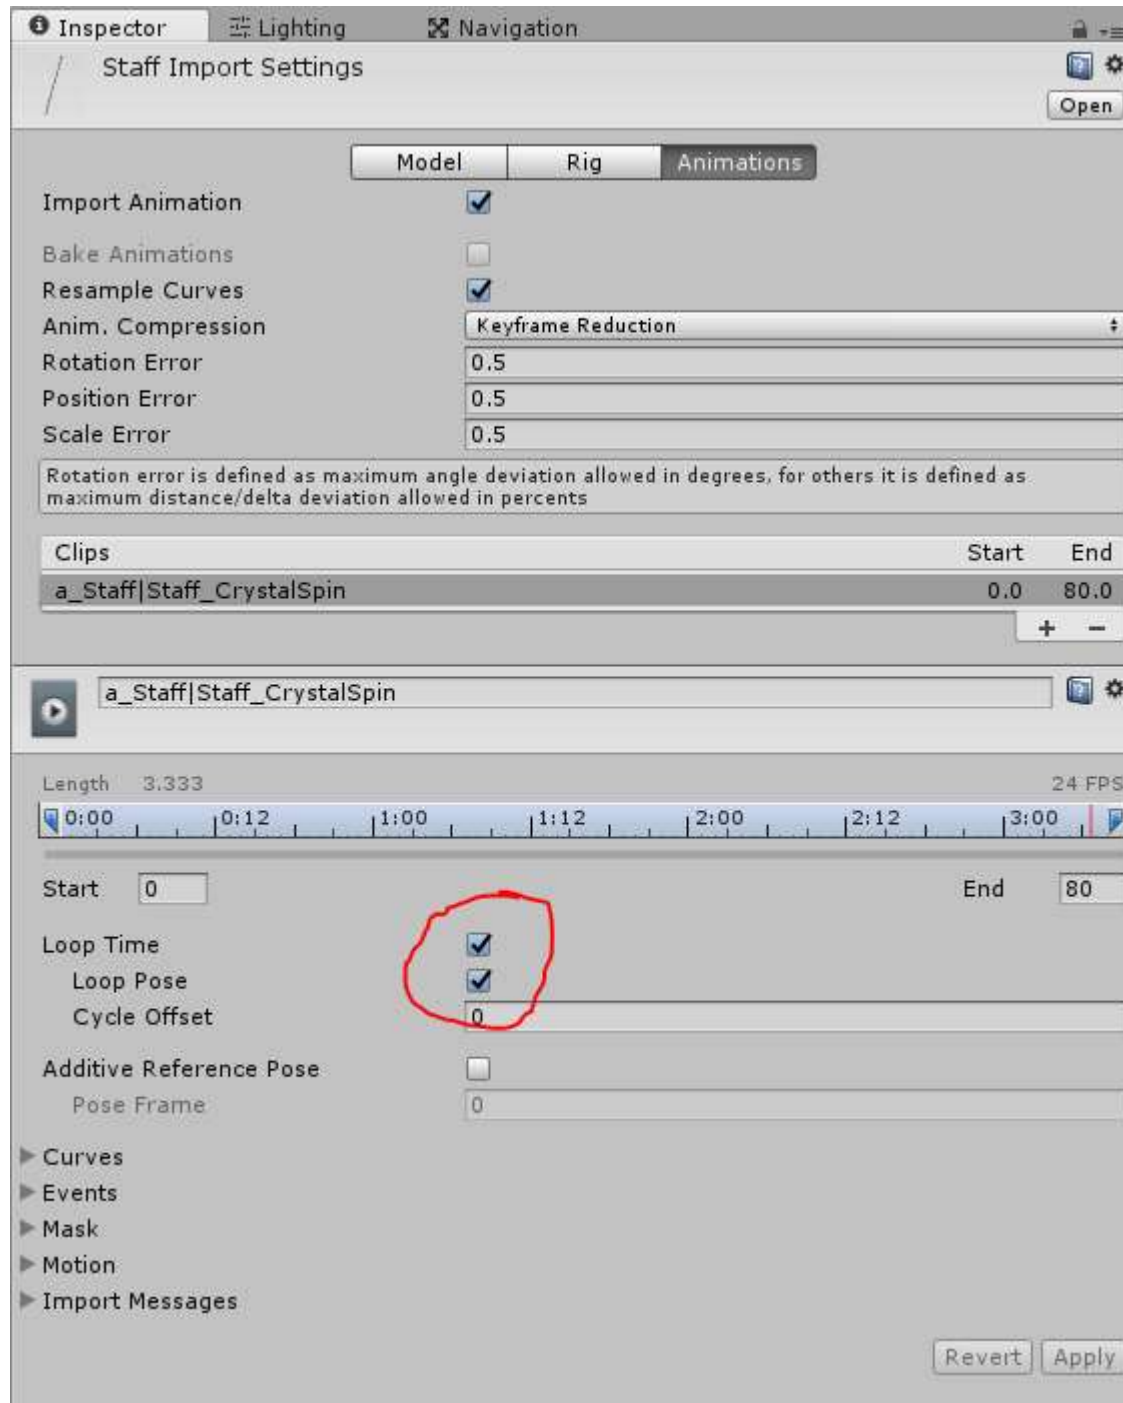 Inspector Lighting Navigation
Staff Import Settings
Open
Model Rig Animations
Import Animation
Bake Animations
Resample Curves
Anim. Compression Keyframe Reduction
Rotation Error 0.5
Position Error 0.5
Scale Error 0.5
Rotation error is defined as maximum angle deviation allowed in degrees, for others it is defined as
maximum distance/delta deviation allowed in percents
Clips Start End
a_Staff|Staff_CrystalSpin 0.0 80.0
a_Staff|Staff_CrystalSpin
Length 3.333 24 FPS
0:00 0:12 1:00 1:12 2:00 2:12 3:00
Start 0 End 80
Loop Time
Loop Pose
Cycle Offset 0
Additive Reference Pose
Pose Frame 0
Curves
Events
Mask
Motion
Import Messages
Revert Apply